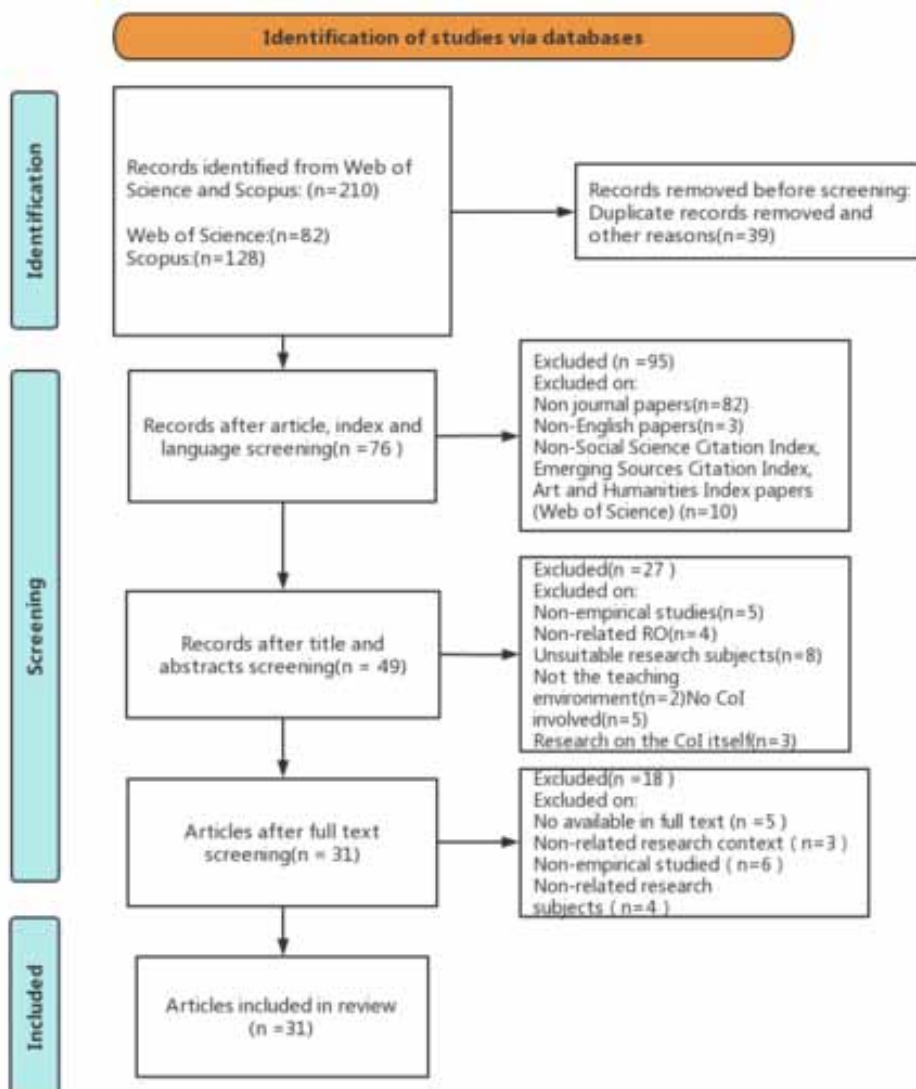 Identification of studies via databases
Identification
Records identified from Web of
Science and Scopus: (n=210)
Web of Science:(n=82)
Scopus:(n=128)
Records removed before screening:
Duplicate records removed and
other reasons(n=39)
Screening
Records after article, index and
language screening(n =76 )
Excluded (n =95)
Excluded on:
Non journal papers(n=82)
Non-English papers(n=3)
Non-Social Science Citation Index,
Emerging Sources Citation Index,
Art and Humanities Index papers
(Web of Science) (n=10)
Records after title and
abstracts screening(n = 49)
Excluded(n =27 )
Excluded on:
Non-empirical studies(n=5)
Non-related RO(n=4)
Unsuitable research subjects(n=8)
Not the teaching
environment(n=2)No CoI
involved(n=5)
Research on the CoI itself(n=3)
Articles after full text
screening(n = 31)
Excluded(n =18 )
Excluded on:
No available in full text (n =5 )
Non-related research context ( n=3 )
Non-empirical studied ( n=6 )
Non-related research
subjects ( n=4 )
Included
Articles included in review
(n =31)